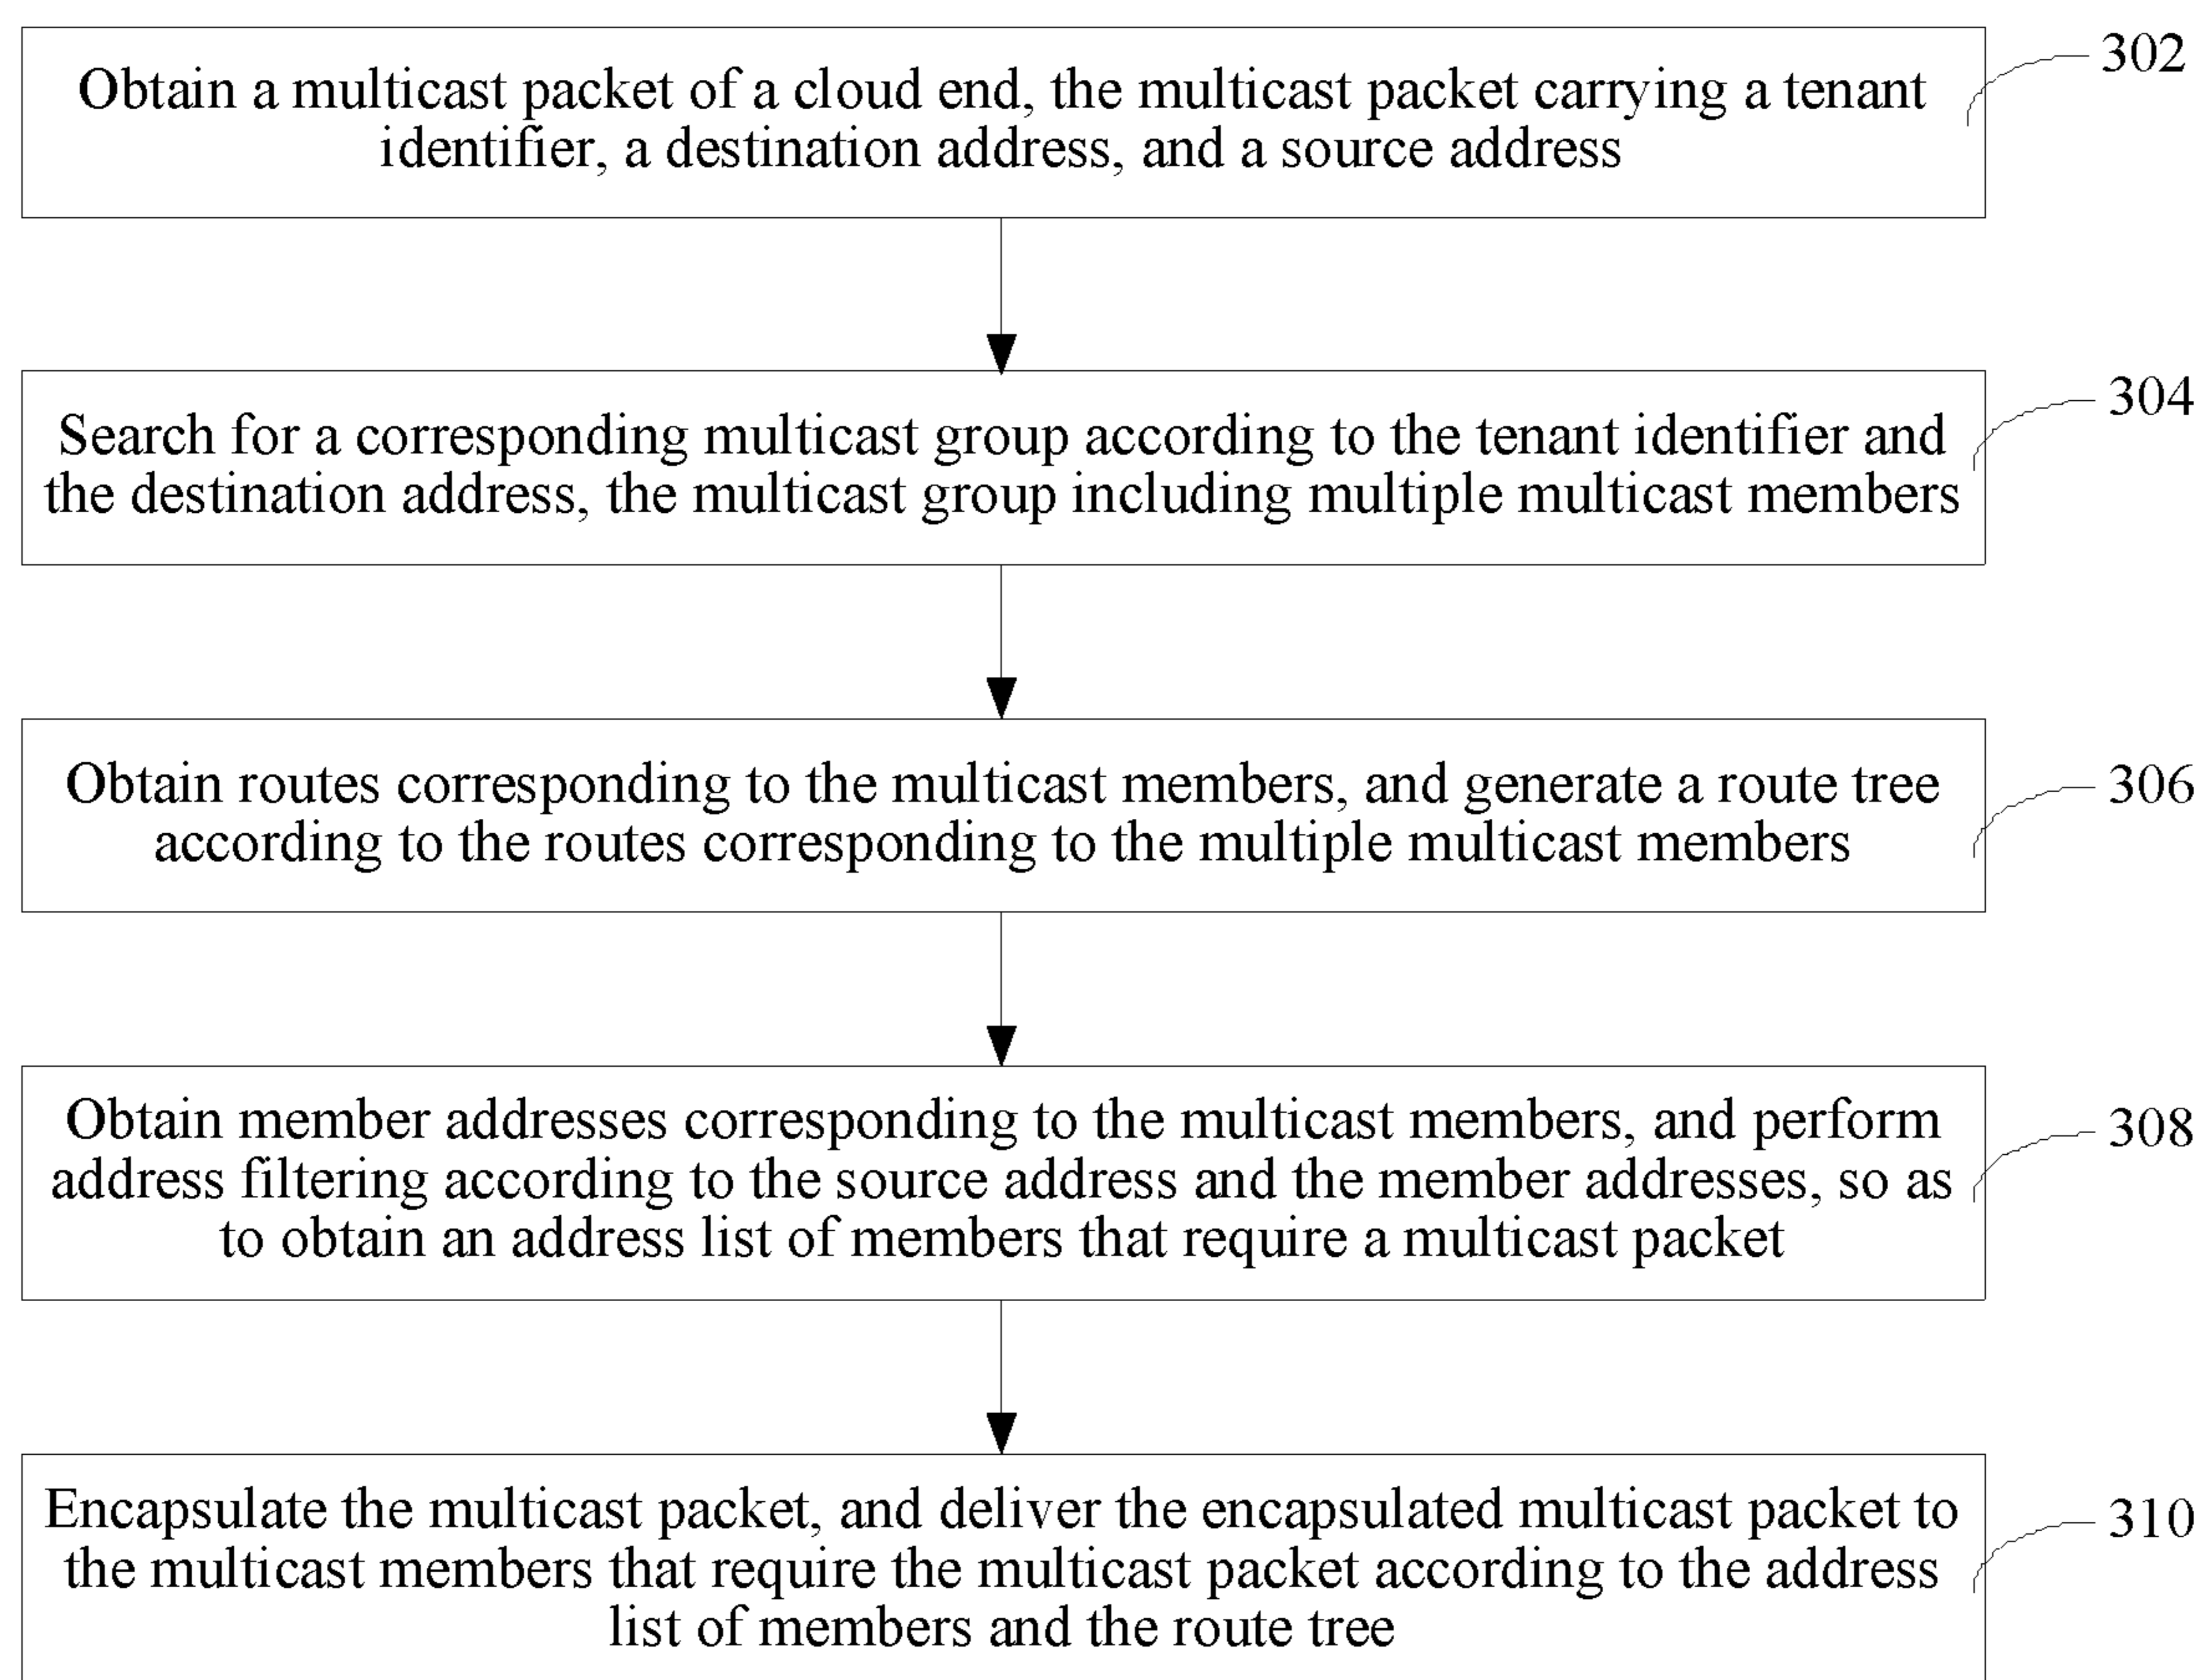 Obtain a multicast packet of a cloud end, the multicast packet carrying a tenant
identifier, a destination address, and a source address
302
Search for a corresponding multicast group according to the tenant identifier and
the destination address, the multicast group including multiple multicast members
304
Obtain routes corresponding to the multicast members, and generate a route tree
according to the routes corresponding to the multiple multicast members
306
Obtain member addresses corresponding to the multicast members, and perform
address filtering according to the source address and the member addresses, so as
to obtain an address list of members that require a multicast packet
308
Encapsulate the multicast packet, and deliver the encapsulated multicast packet to
the multicast members that require the multicast packet according to the address
list of members and the route tree
310